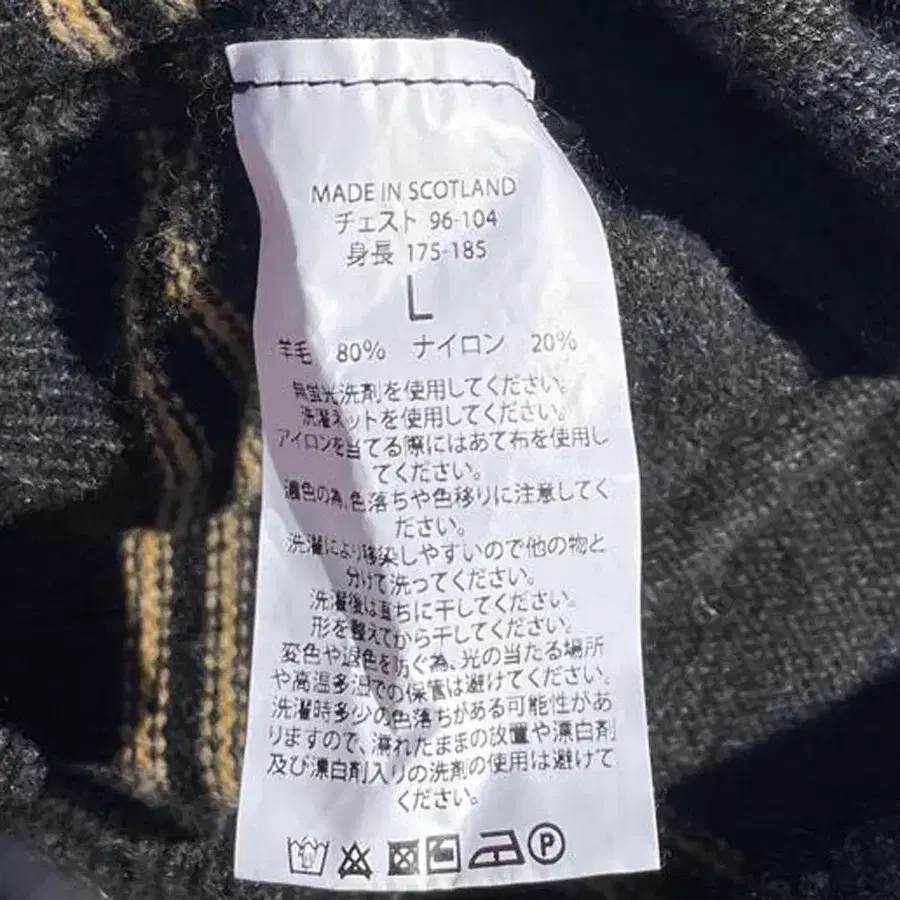 MADE IN SCOTLAND
チェスト 96-104
身長 175-185
L
羊毛 80% ナイロン 20%
無蛍光洗剤を使用してください。
洗濯ネットを使用してください。
アイロンを当てる際にはあて布を使用し
てください。
濃色の為、色落ちや色移りに注意してく
ださい。
洗濯により移染しやすいので他の物と
分けて洗ってください。
洗濯後は直ちに干してください。
形を整えてから干してください。
変色や退色を防ぐ為、光の当たる場所
や高温多湿での保管は避けてください。
洗濯時多少の色落ちがある可能性があ
りますので、濡れたままの放置や漂白剤
及び漂白剤入りの洗剤の使用は避けて
ください。
P